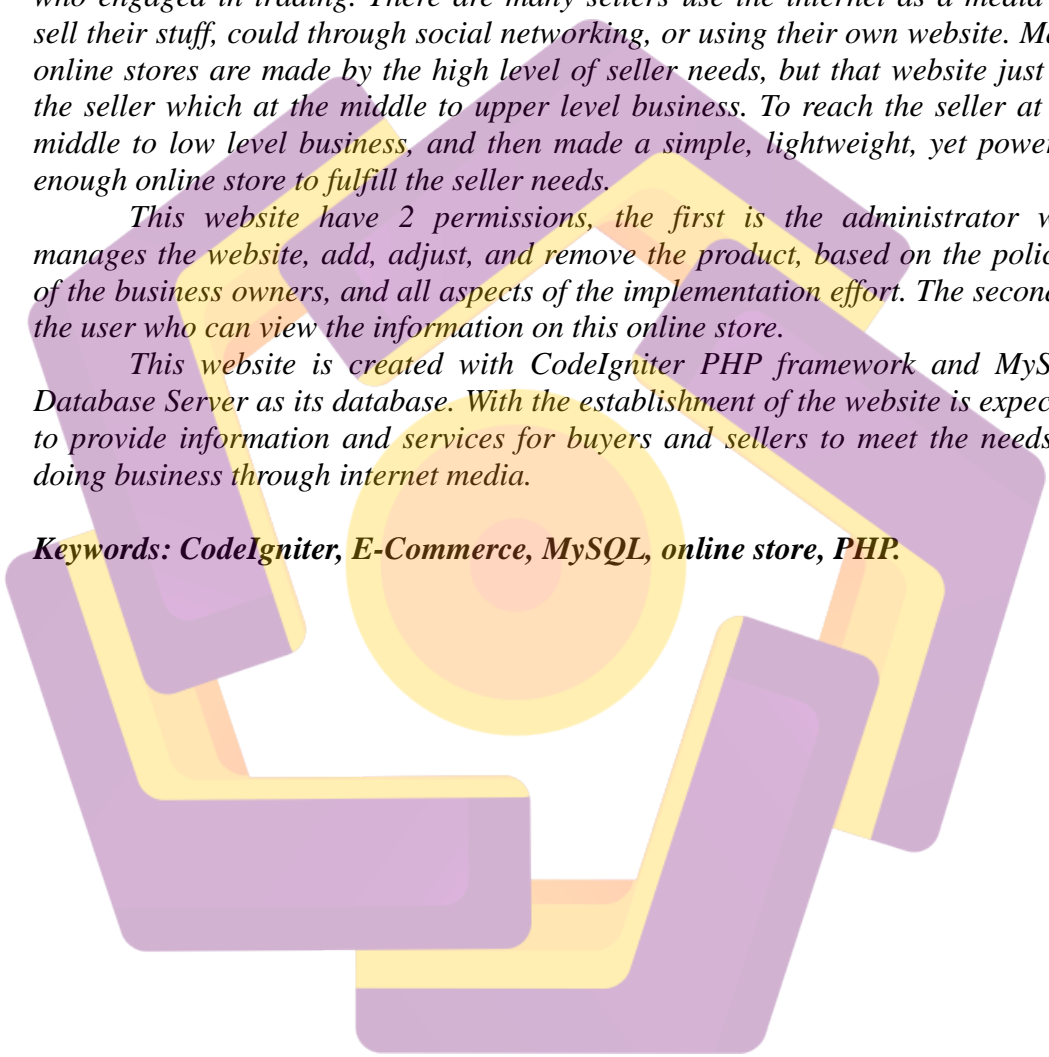 who engaged in trading. There are many sellers use the internet as a media
sell their stuff, could through social networking, or using their own website.
online stores are made by the high level of seller needs, but that website just
the seller which at the middle to upper level business. To reach the seller at
middle to low level business, and then made a simple, lightweight, yet
enough online store to fulfill the seller needs.
This website have 2 permissions, the first is the administrator
manages the website, add, adjust, and remove the product, based on the
of the business owners, and all aspects of the implementation effort. The
the user who can view the information on this online store.
This website is created with CodeIgniter PHP framework and
Database Server as its database. With the establishment of the website is
to provide information and services for buyers and sellers to meet the needs
doing business through internet media.
Keywords: CodeIgniter, E-Commerce, MySQL, online store, PHP.